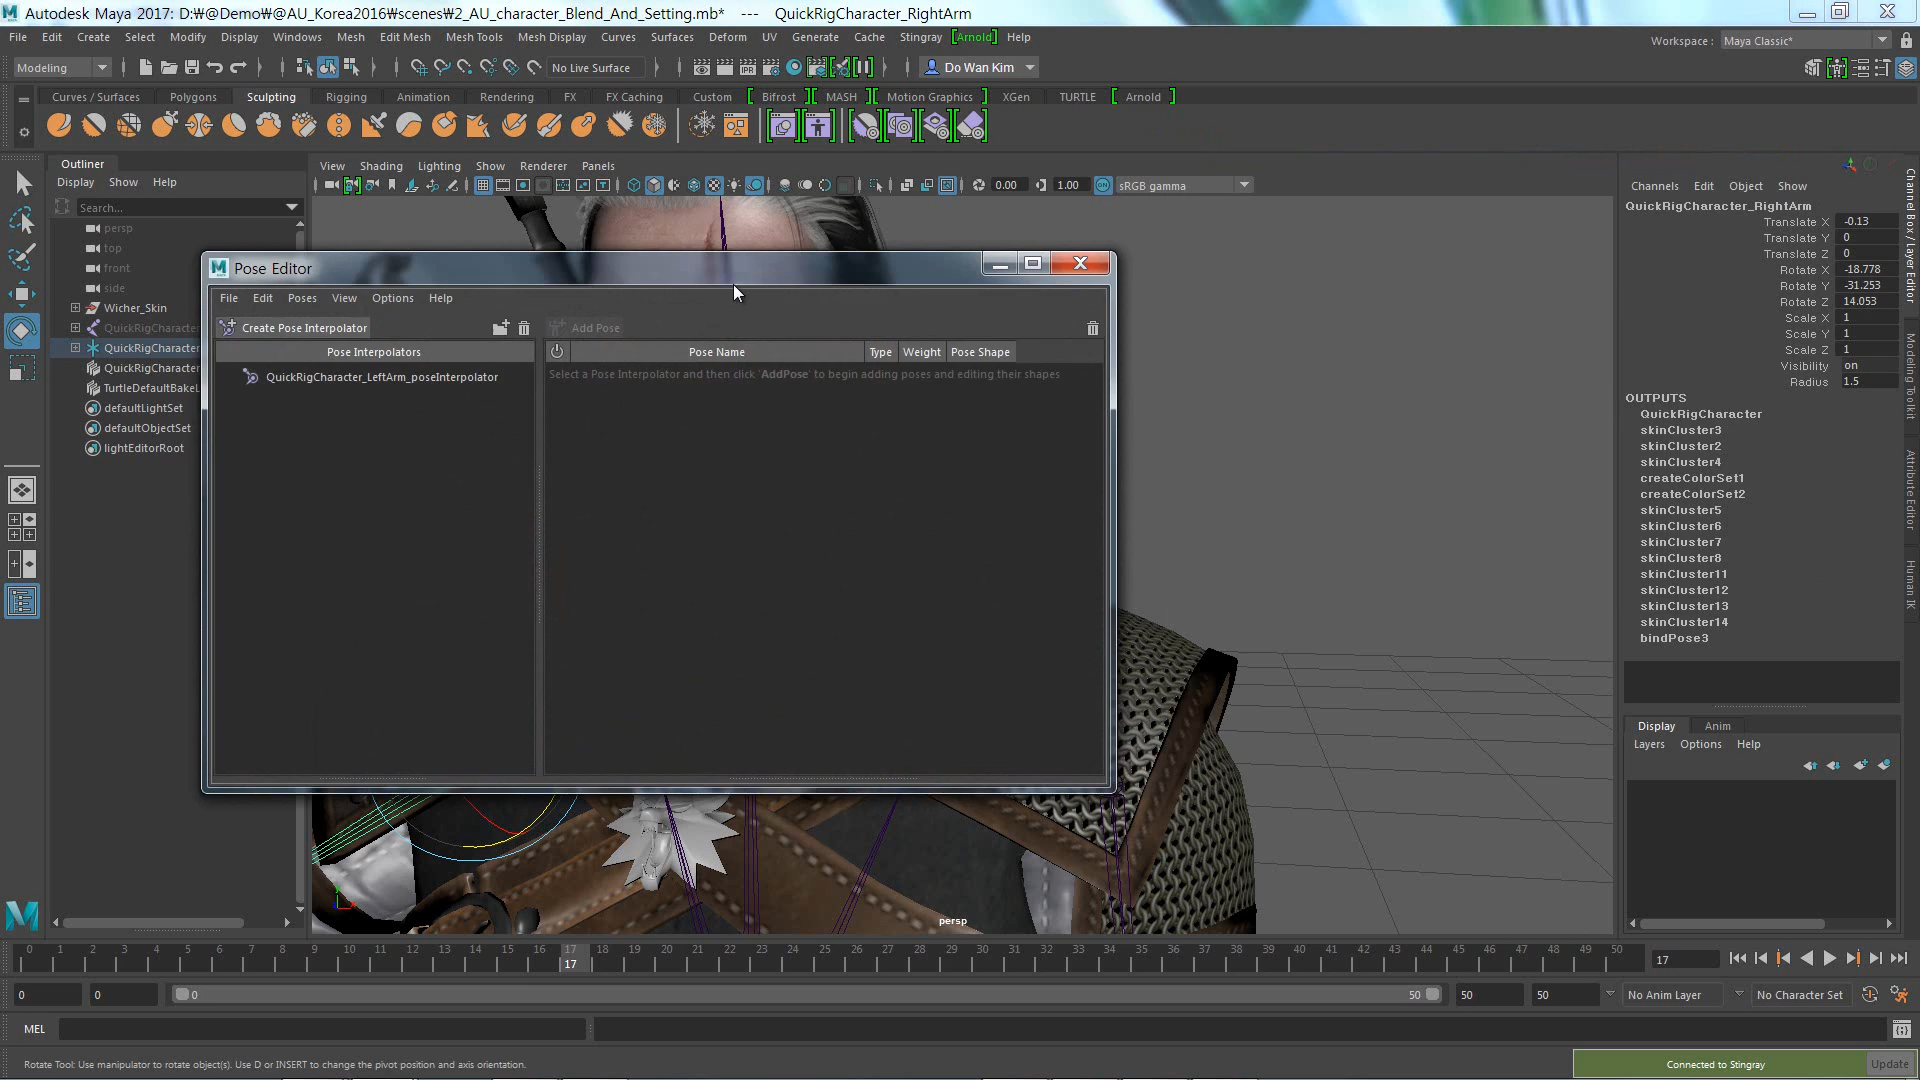 Autodesk Maya 2017: D:₩@Demo₩@AU_Korea2016₩scenes₩2_AU_character_Blend_And_Setting.mb*   ---   QuickRigCharacter_RightArm
File Edit Create Select Modify Display Windows Mesh Edit Mesh Mesh Tools Mesh Display Curves Surfaces Deform UV Generate Cache Stingray [Arnold] Help
Workspace : Maya Classic*
Modeling No Live Surface IPR Do Wan Kim
Curves / Surfaces Polygons Sculpting Rigging Animation Rendering FX FX Caching Custom [ Bifrost ][ MASH ][ Motion Graphics ] XGen TURTLE [ Arnold ]
Outliner
Display Show Help
Search...
persp
top
front
side
Wicher_Skin
QuickRigCharacte
QuickRigCharacter
QuickRigCharacter
TurtleDefaultBakeL
defaultLightSet
defaultObjectSet
lightEditorRoot
View Shading Lighting Show Renderer Panels
0.00 1.00 sRGB gamma
Pose Editor
File Edit Poses View Options Help
Create Pose Interpolator
Add Pose
Pose Interpolators
Pose Name Type Weight Pose Shape
QuickRigCharacter_LeftArm_poseInterpolator
Select a Pose Interpolator and then click 'AddPose' to begin adding poses and editing their shapes
persp
Channels Edit Object Show
QuickRigCharacter_RightArm
Translate X -0.13
Translate Y 0
Translate Z 0
Rotate X -18.778
Rotate Y -31.253
Rotate Z 14.053
Scale X 1
Scale Y 1
Scale Z 1
Visibility on
Radius 1.5
OUTPUTS
QuickRigCharacter
skinCluster3
skinCluster2
skinCluster4
createColorSet1
createColorSet2
skinCluster5
skinCluster6
skinCluster7
skinCluster8
skinCluster11
skinCluster12
skinCluster13
skinCluster14
bindPose3
Channel Box / Layer Editor
Modeling Toolkit
Attribute Editor
Human IK
Display Anim
Layers Options Help
0 1 2 3 4 5 6 7 8 9 10 11 12 13 14 15 16 17 18 19 20 21 22 23 24 25 26 27 28 29 30 31 32 33 34 35 36 37 38 39 40 41 42 43 44 45 46 47 48 49 50
17
17
0 0 0 50 50 50 No Anim Layer No Character Set
MEL
Rotate Tool: Use manipulator to rotate object(s). Use D or INSERT to change the pivot position and axis orientation.
Connected to Stingray
Update